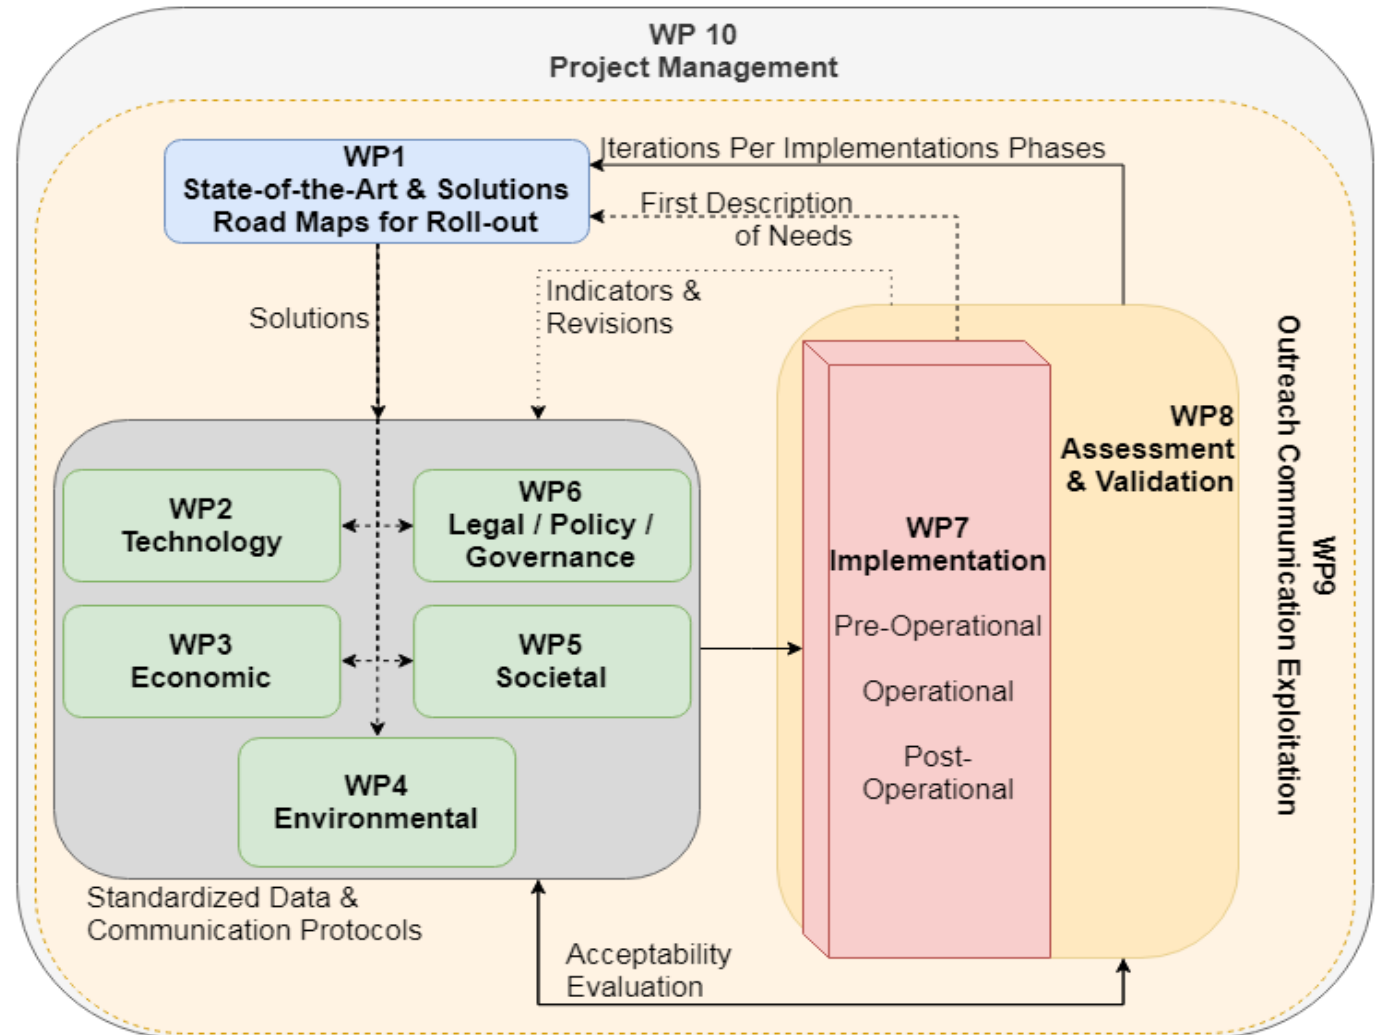 WP 10
Project Management
WP1
State-of-the-Art & Solutions
Road Maps for Roll-out
Iterations Per Implementations Phases
First Description
of Needs
Indicators &
Revisions
Solutions
WP2
Technology
WP6
Legal / Policy /
Governance
WP3
Economic
WP5
Societal
WP4
Environmental
Standardized Data &
Communication Protocols
Acceptability
Evaluation
WP7
Implementation
Pre-Operational
Operational
Post-
Operational
WP8
Assessment
& Validation
WP9
Outreach Communication Exploitation